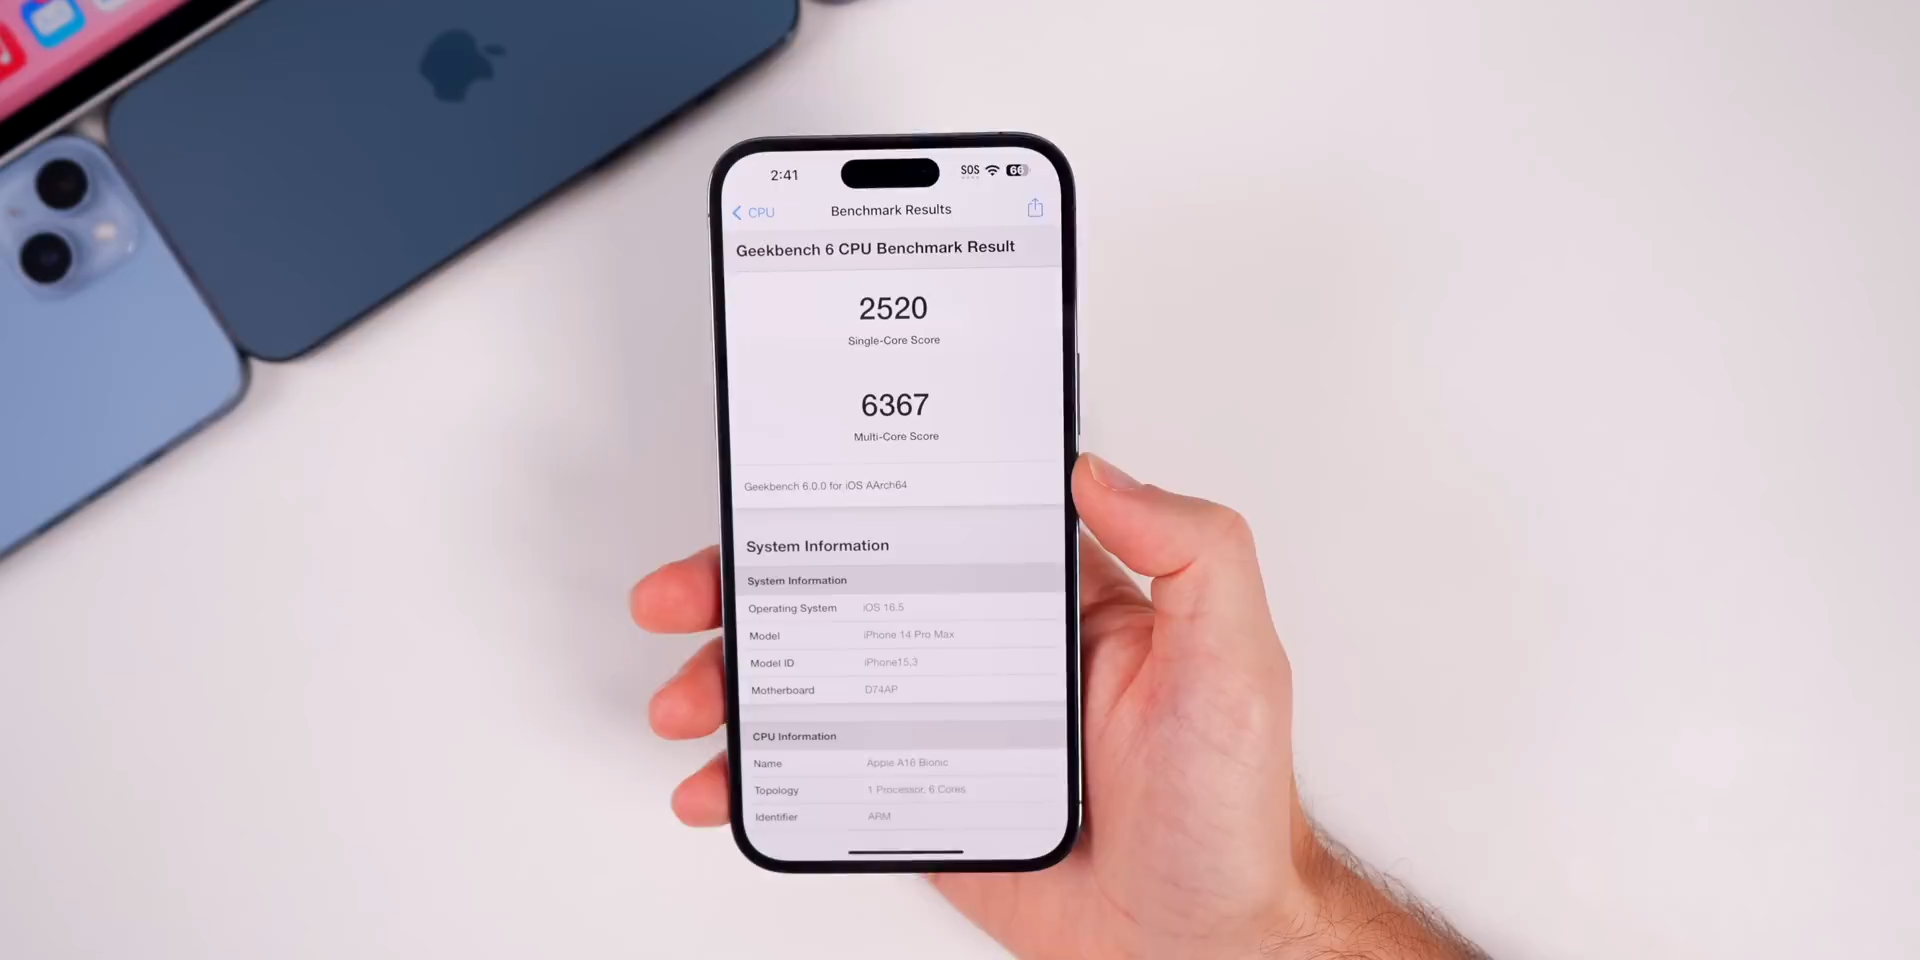 2:41 SOS 66
CPU Benchmark Results
Geekbench 6 CPU Benchmark Result
2520
Single-Core Score
6367
Multi-Core Score
Geekbench 6.0.0 for iOS AArch64
System Information
System Information
Operating System iOS 16.5
Model iPhone 14 Pro Max
Model ID iPhone15,3
Motherboard D74AP
CPU Information
Name Apple A16 Bionic
Topology 1 Processor, 6 Cores
Identifier ARM